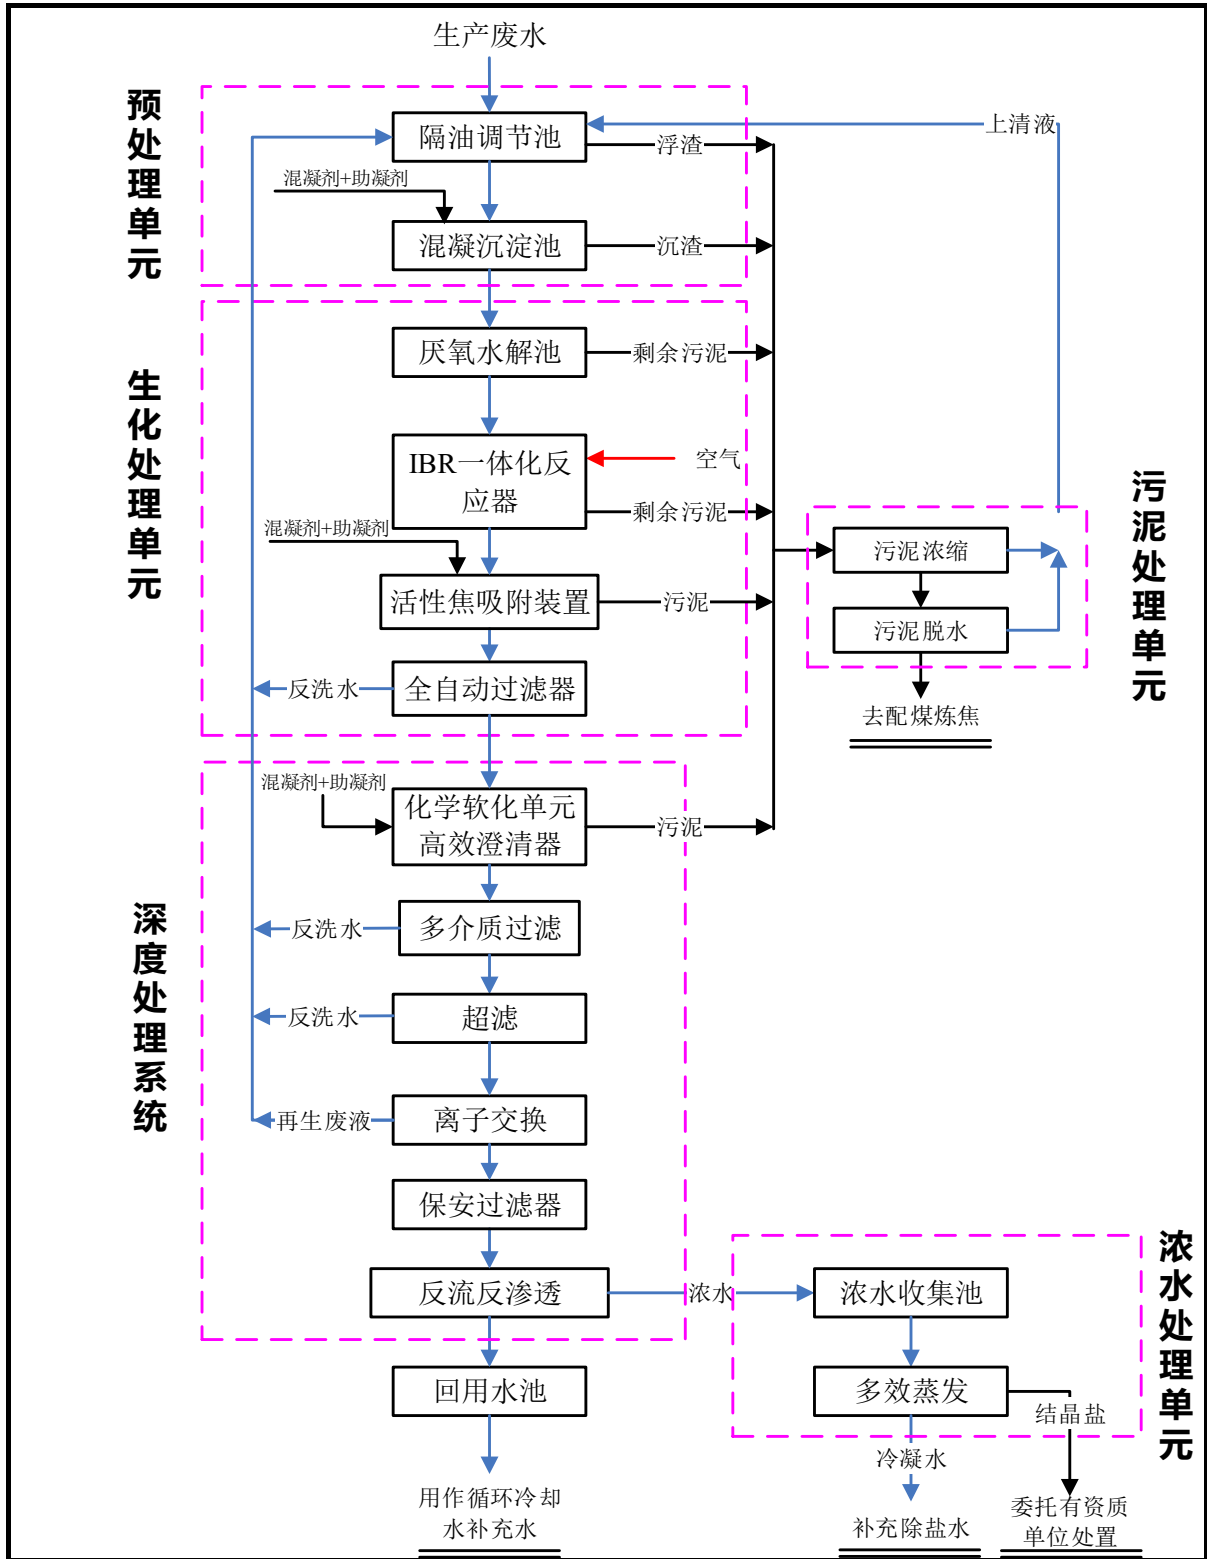 生产废水
预处理单元
隔油调节池
上清液
浮渣
混凝剂+助凝剂
混凝沉淀池
沉渣
生化处理单元
厌氧水解池
剩余污泥
IBR一体化反
应器
空气
剩余污泥
混凝剂+助凝剂
活性焦吸附装置
污泥
反洗水
全自动过滤器
污泥处理单元
污泥浓缩
污泥脱水
去配煤炼焦
深度处理系统
混凝剂+助凝剂
化学软化单元
高效澄清器
污泥
反洗水
多介质过滤
反洗水
超滤
再生废液
离子交换
保安过滤器
反流反渗透
浓水
浓水收集池
浓水处理单元
回用水池
多效蒸发
结晶盐
冷凝水
用作循环冷却
水补充水
补充除盐水
委托有资质
单位处置